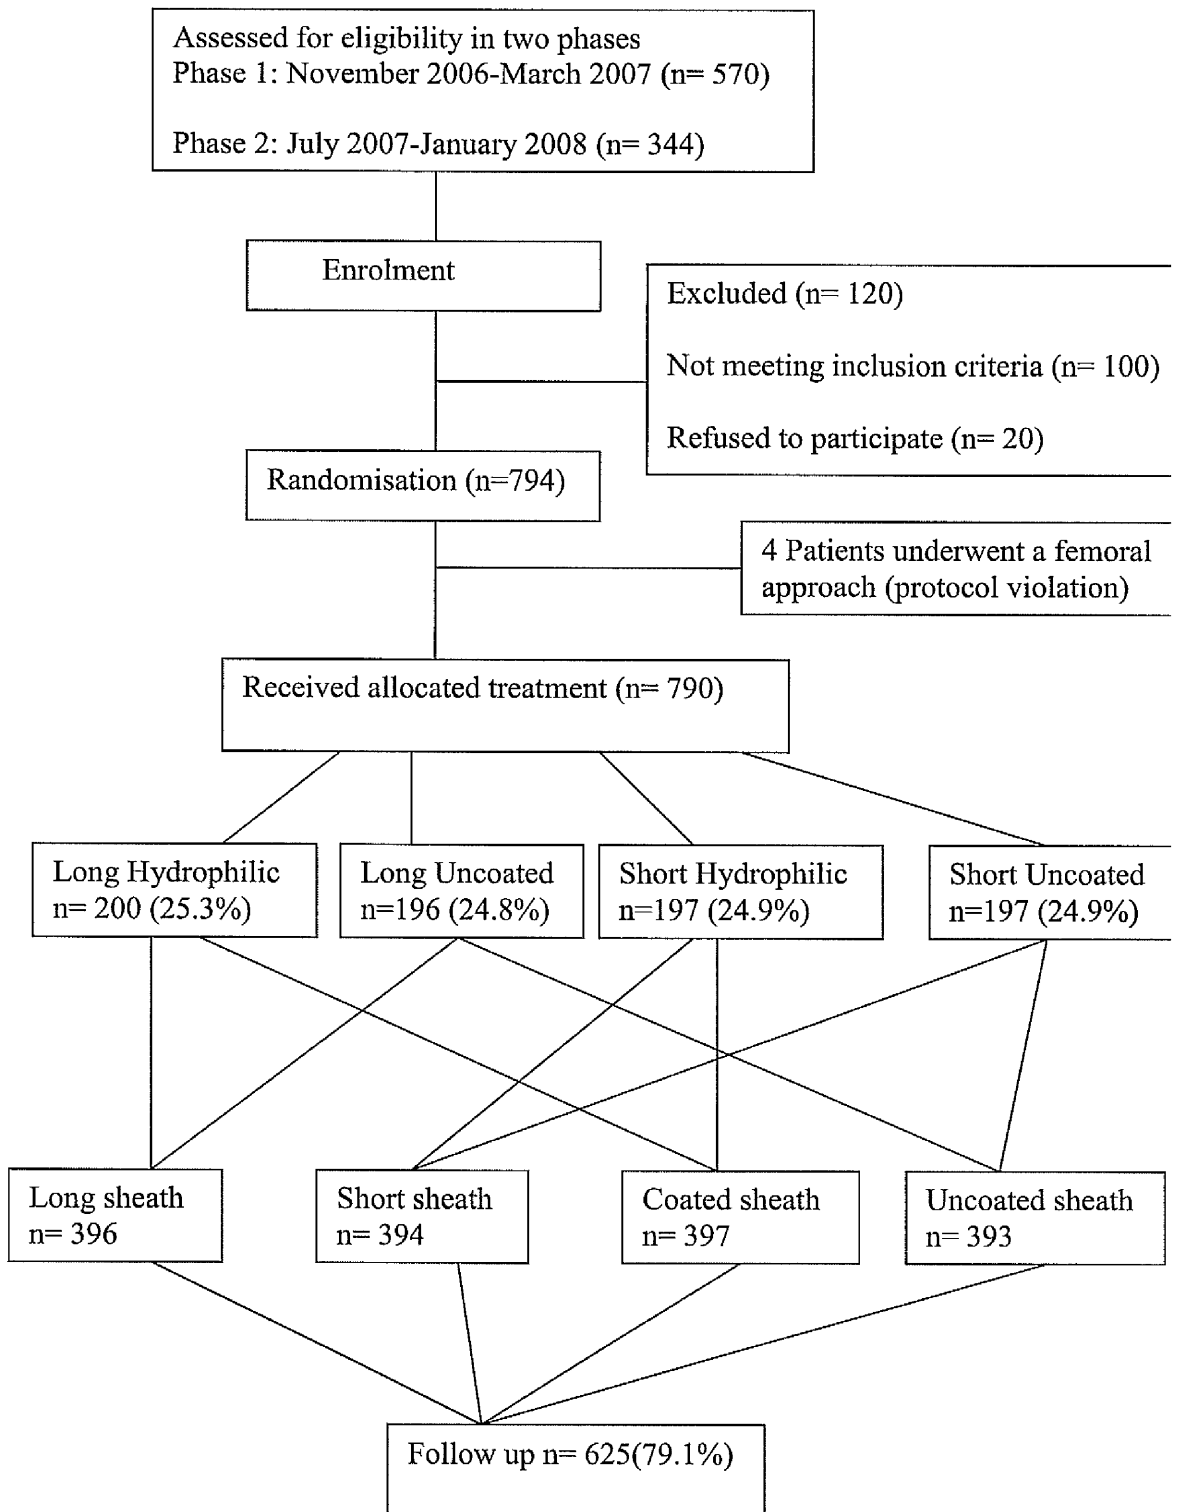 Assessed for eligibility in two phases
Phase 1: November 2006-March 2007 (n= 570)
Phase 2: July 2007-January 2008 (n= 344)
Enrolment
Excluded (n= 120)
Not meeting inclusion criteria (n= 100)
Refused to participate (n= 20)
Randomisation (n=794)
4 Patients underwent a femoral
approach (protocol violation)
Received allocated treatment (n= 790)
Long Hydrophilic
n= 200 (25.3%)
Long Uncoated
n=196 (24.8%)
Short Hydrophilic
n=197 (24.9%)
Short Uncoated
n=197 (24.9%)
Long sheath
n= 396
Short sheath
n= 394
Coated sheath
n= 397
Uncoated sheath
n= 393
Follow up n= 625(79.1%)